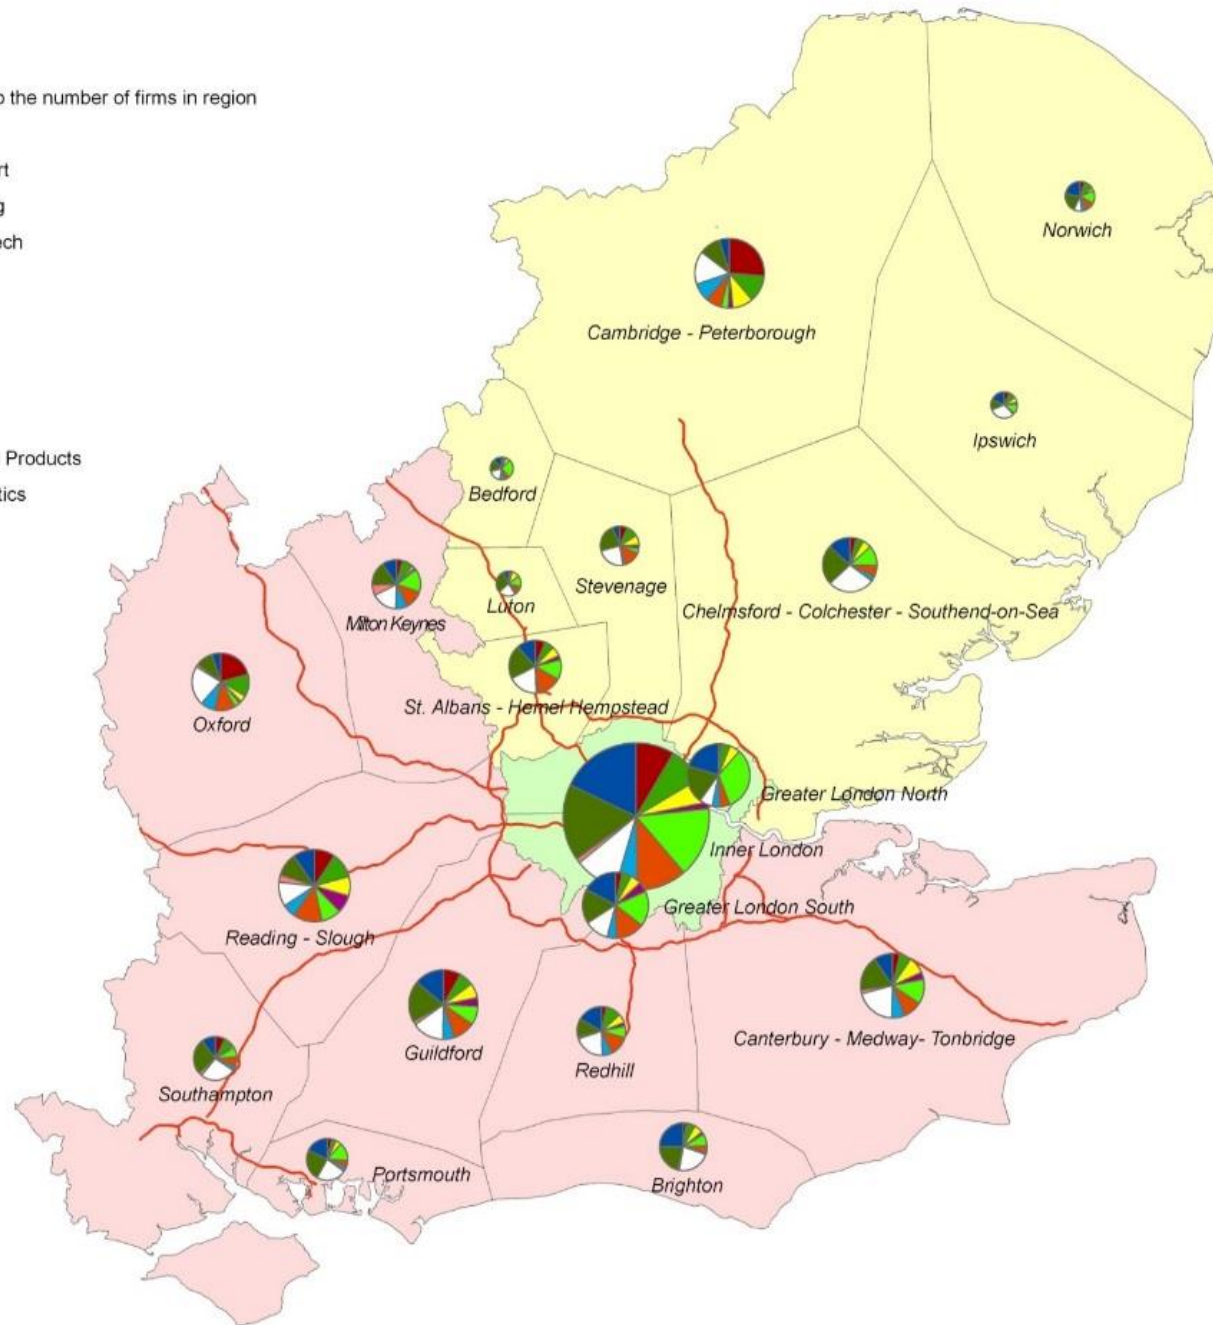 o the number of firms in region
rt
g
ech
Products
tics
Norwich
Cambridge - Peterborough
Ipswich
Bedford
Stevenage
Luton
Chelmsford - Colchester - Southend-on-Sea
Milton Keynes
St. Albans - Hemel Hempstead
Oxford
Greater London North
Inner London
Greater London South
Reading - Slough
Canterbury - Medway- Tonbridge
Guildford
Redhill
Southampton
Portsmouth
Brighton